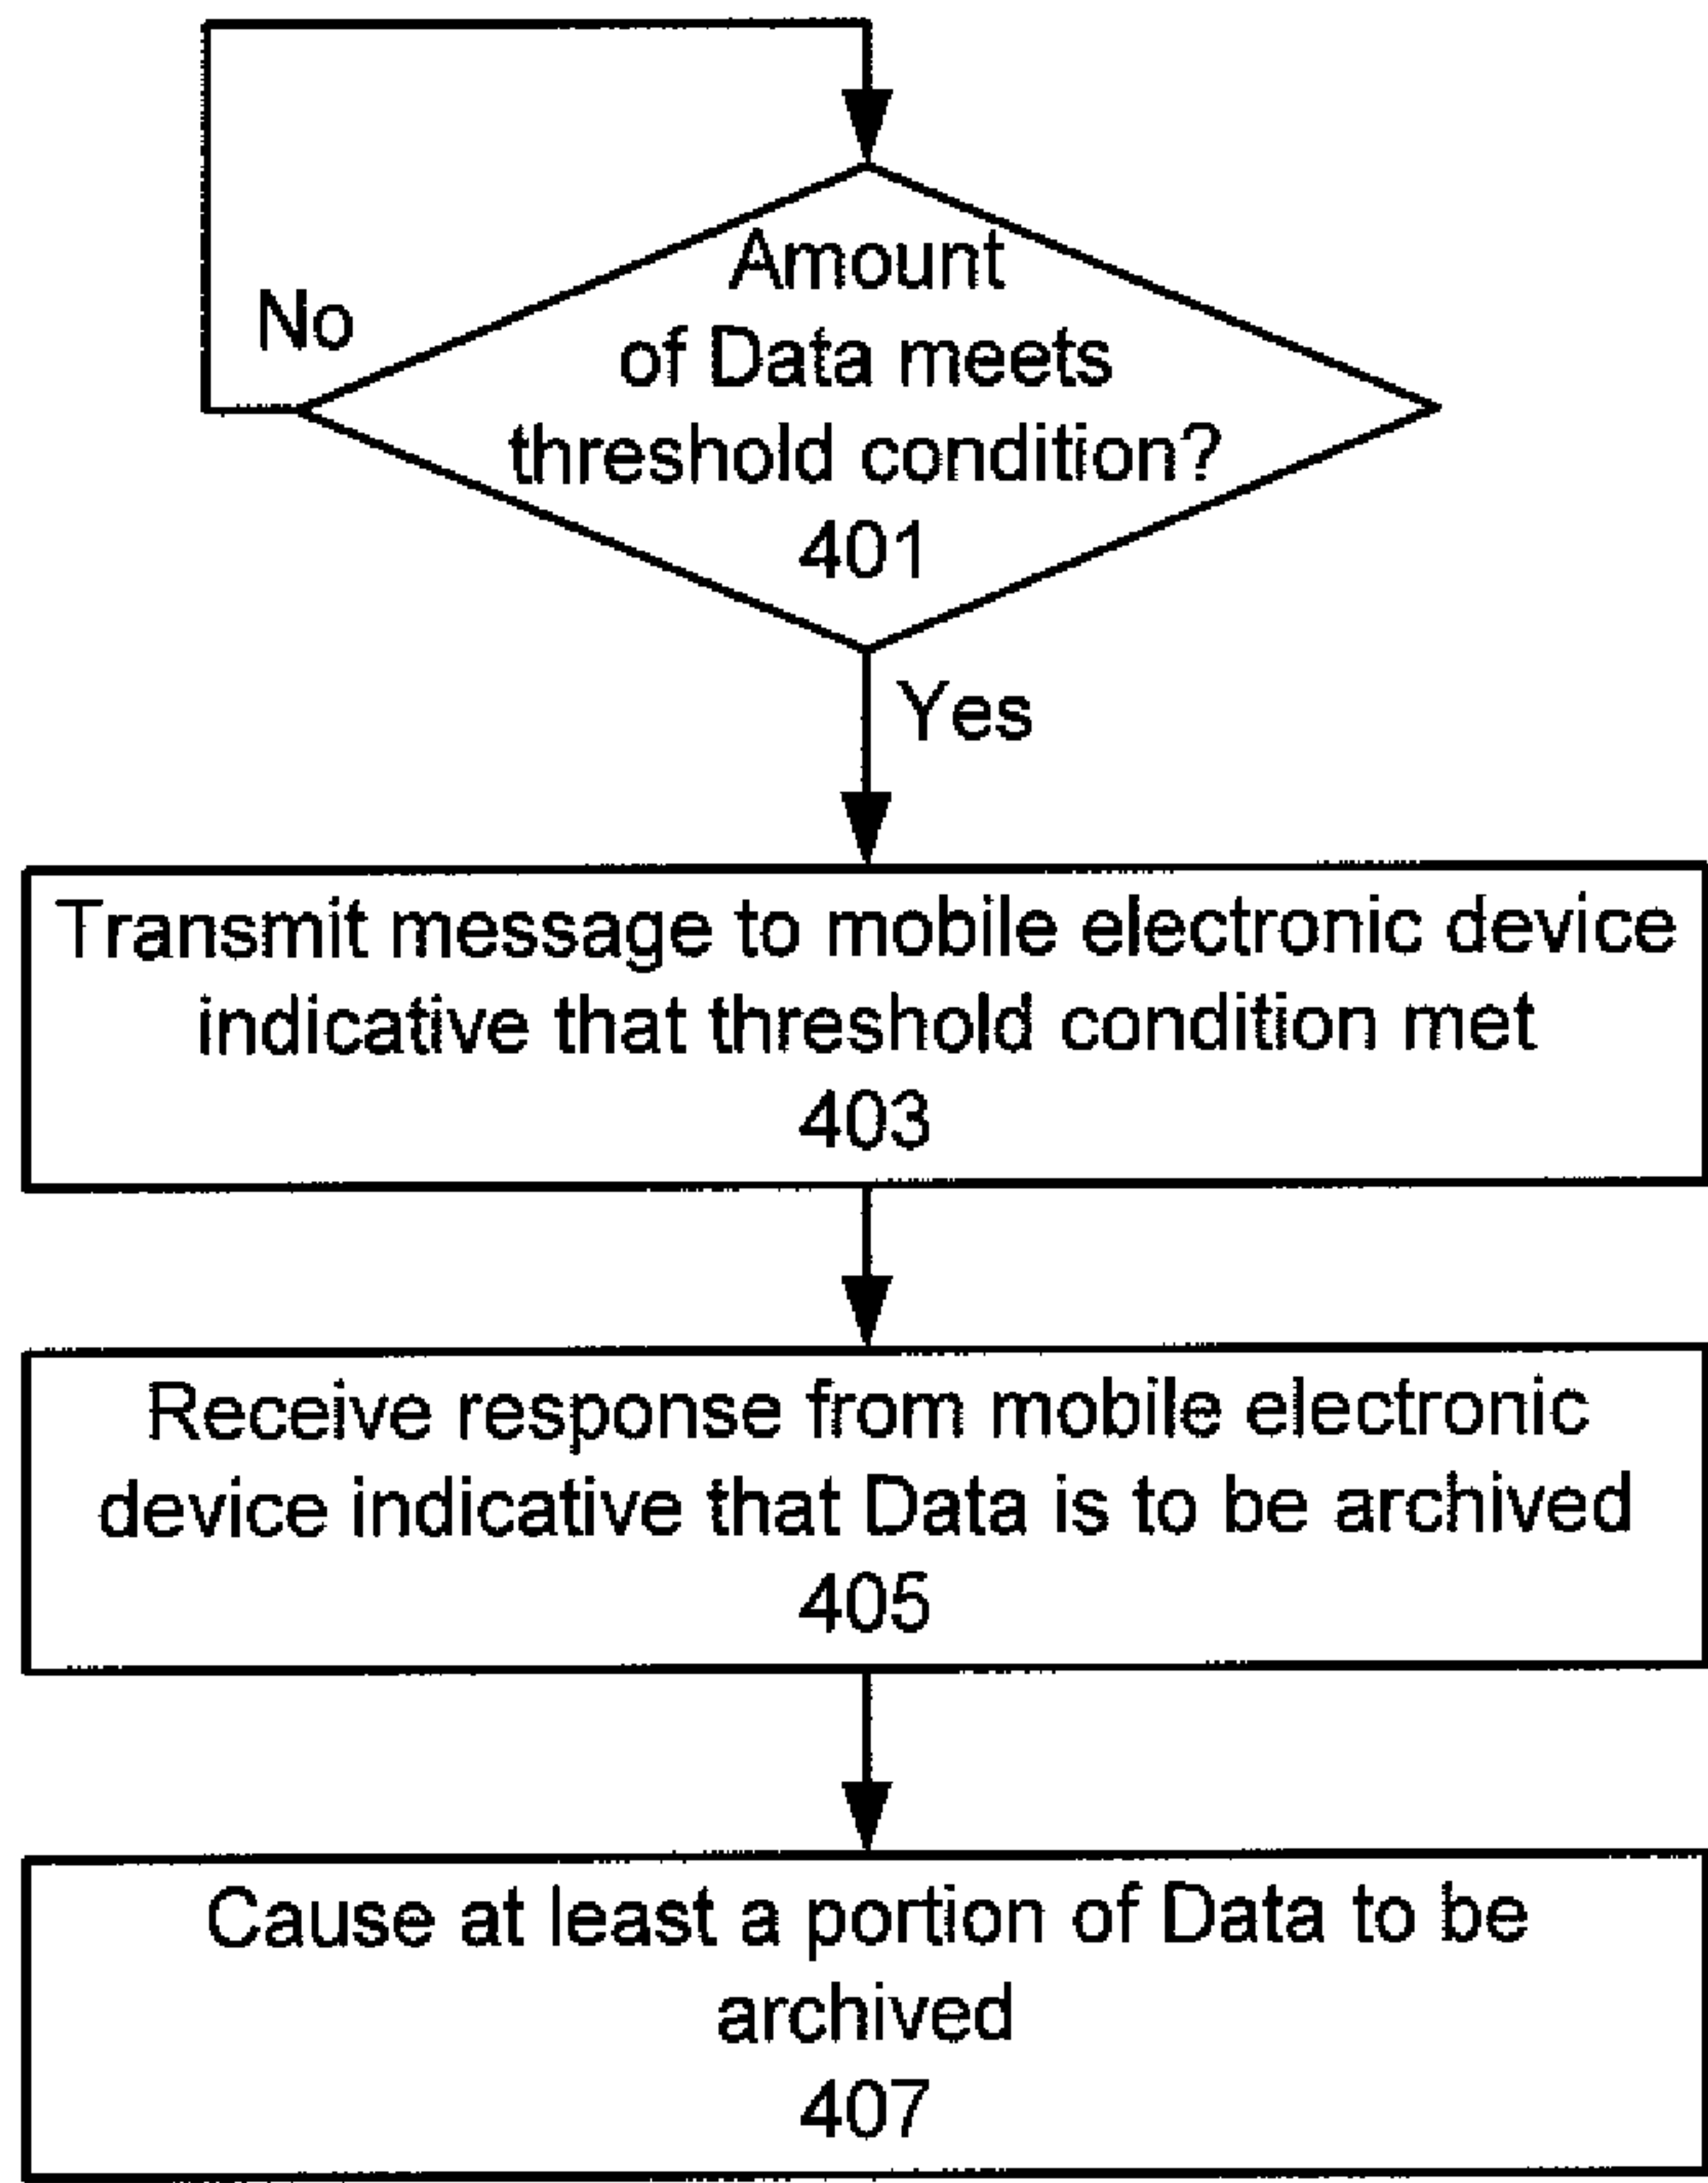 Amount
of Data meets
threshold condition?
401
No
Yes
Transmit message to mobile electronic device
indicative that threshold condition met
403
Receive response from mobile electronic
device indicative that Data is to be archived
405
Cause at least a portion of Data to be
archived
407